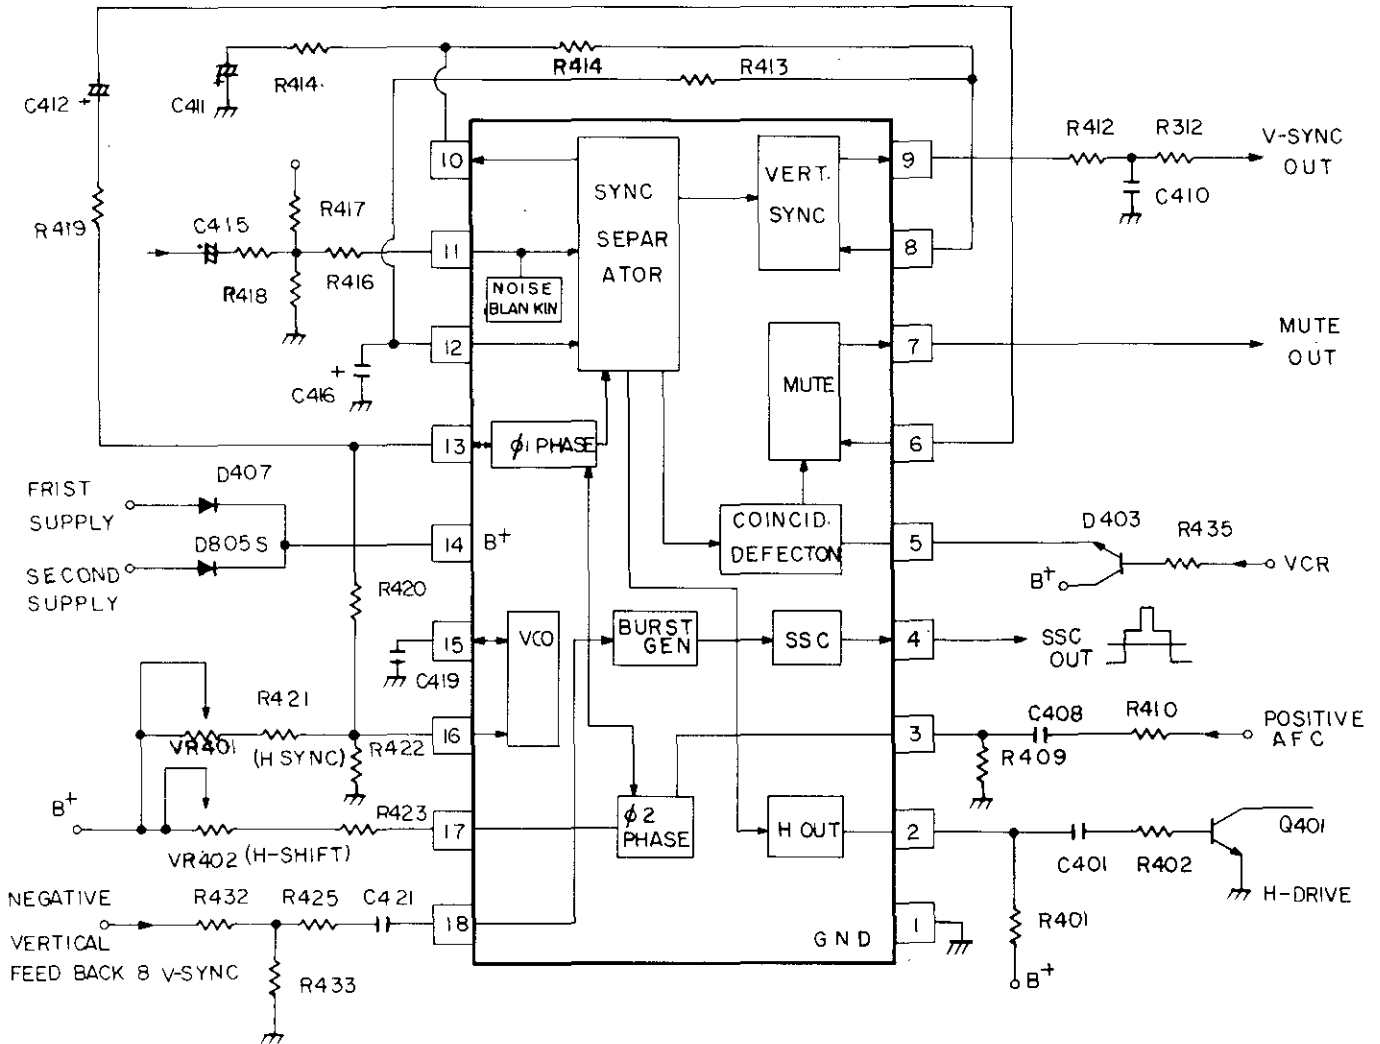 C412
C411
R414
R414
R413
R419
C415
R417
R418
R416
C416
10
11
12
13
14
15
16
17
18
SYNC
SEPAR
ATOR
VERT.
SYNC
NOISE
BLANKIN
MUTE
φ1 PHASE
COINCID.
DEFECTON
B+
VCO
BURST
GEN
SSC
φ2
PHASE
H OUT
GND
9
8
7
6
5
4
3
2
1
R412
R312
C410
V-SYNC
OUT
MUTE
OUT
D403
R435
B+
VCR
SSC
OUT
C408
R410
R409
POSITIVE
AFC
C401
R402
Q401
H-DRIVE
R401
B+
D407
FRIST
SUPPLY
D805S
SECOND
SUPPLY
R420
C419
R421
VR401
(H SYNC)
R422
B+
R423
VR402 (H-SHIFT)
NEGATIVE
VERTICAL
FEED BACK 8 V-SYNC
R432
R425
C421
R433